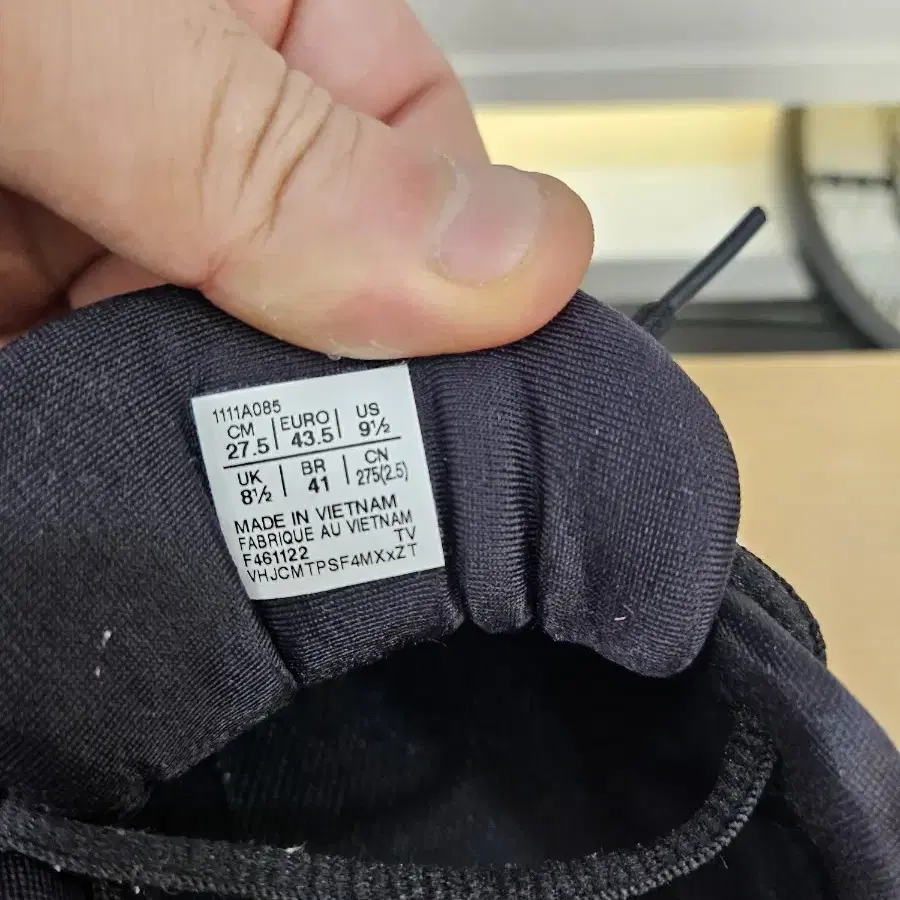 1111A085
CM 27.5 | EURO 43.5 | US 9½
UK 8½ | BR 41 | CN 275(2.5)
MADE IN VIETNAM
FABRIQUE AU VIETNAM
F461122 TV
VHJCMTPSF4MXxZT